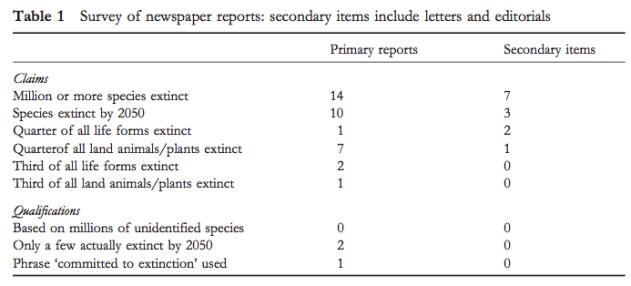 Table 1 Survey of newspaper reports: secondary items include letters and editorials
Primary reports Secondary items
Claims
Million or more species extinct 14 7
Species extinct by 2050 10 3
Quarter of all life forms extinct 1 2
Quarterof all land animals/plants extinct 7 1
Third of all life forms extinct 2 0
Third of all land animals/plants extinct 1 0
Qualifications
Based on millions of unidentified species 0 0
Only a few actually extinct by 2050 2 0
Phrase 'committed to extinction' used 1 0